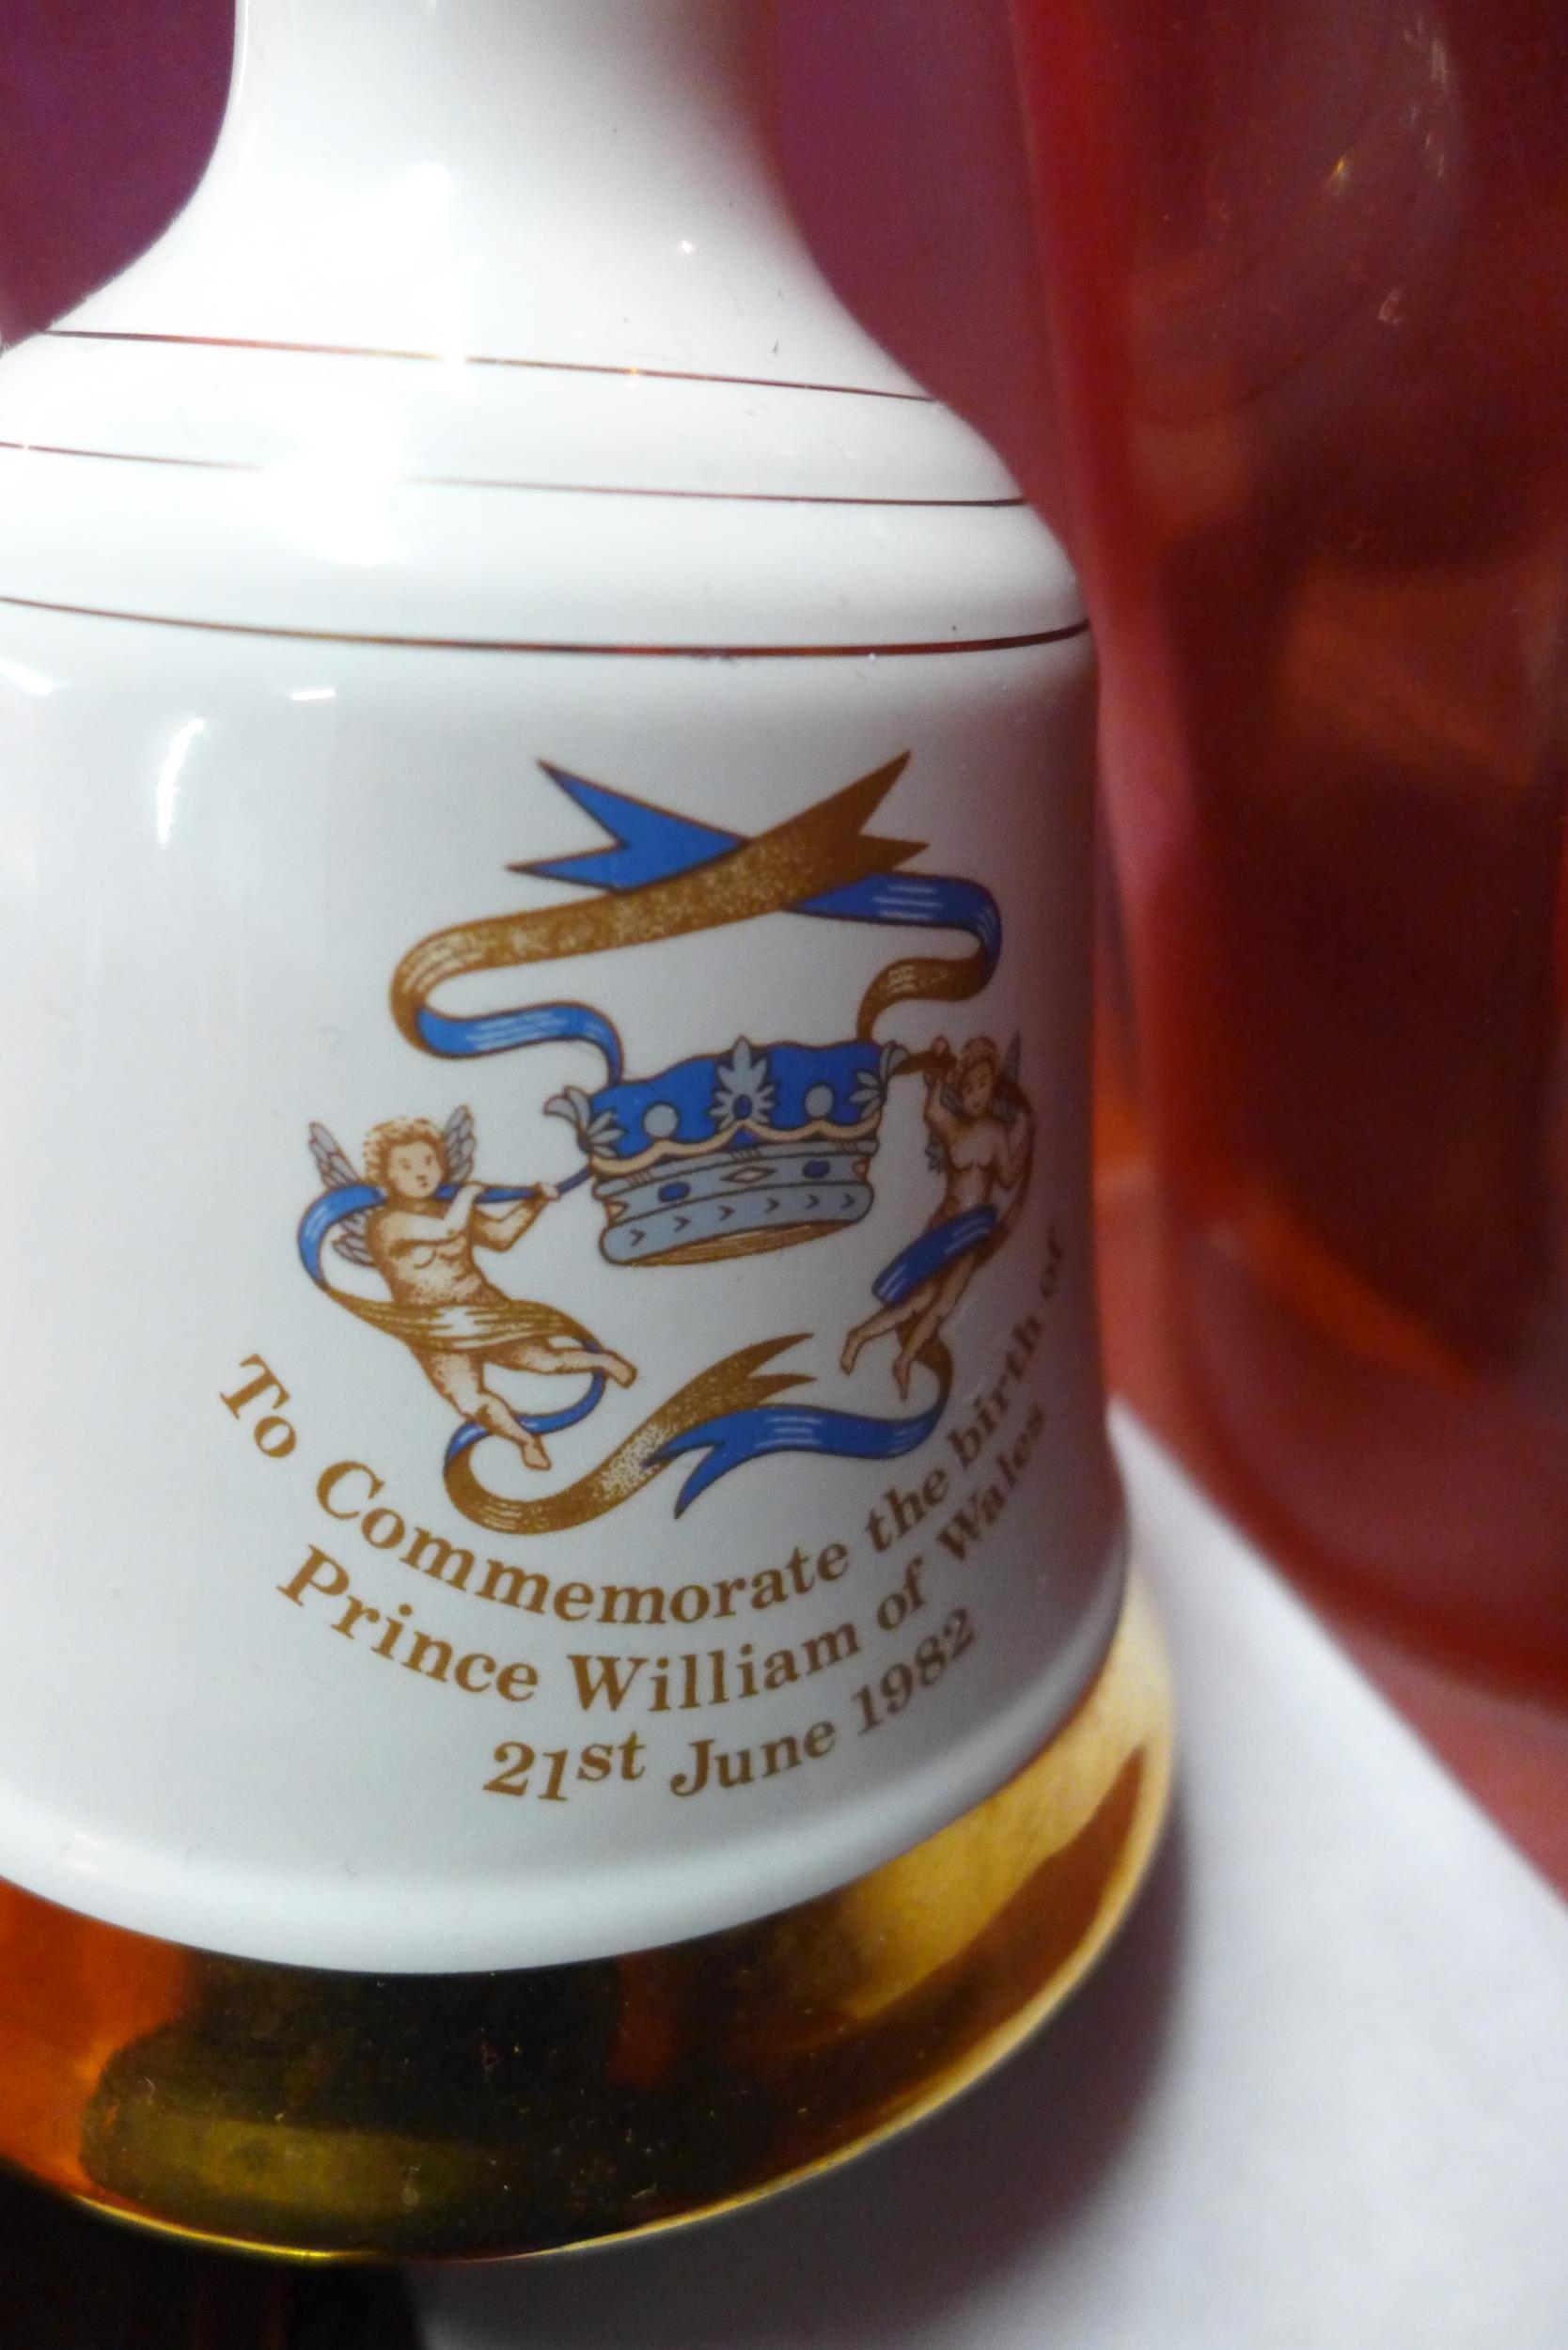 To Commemorate the birth of
Prince William of Wales
21st June 1982